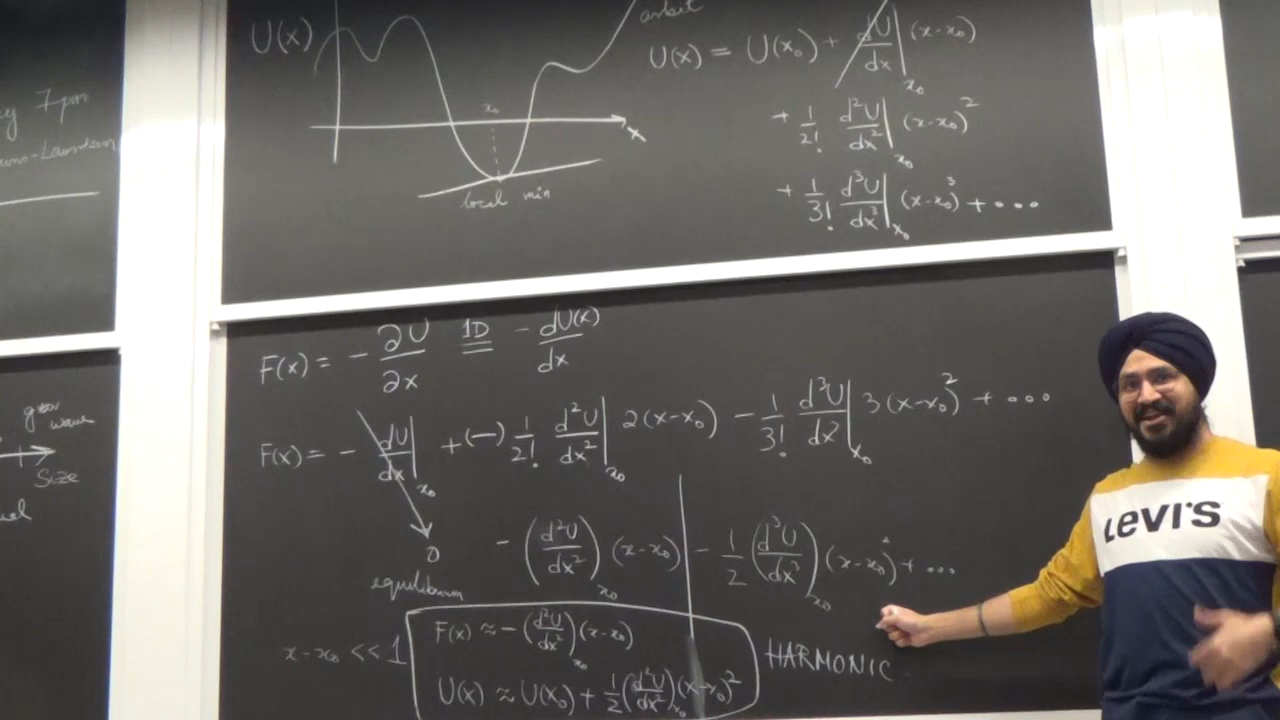 7pm
U(x)
x₀
x
local min
U(x) = U(x₀) + dU/dx|x₀ (x-x₀)
+ 1/2! d²U/dx²|x₀ (x-x₀)²
+ 1/3! d³U/dx³|x₀ (x-x₀)³ + ...
wave
Size
F(x) = - ∂U/∂x 1D = - dU(x)/dx
F(x) = - dU/dx|x₀ + (-) 1/2! d²U/dx²|x₀ 2(x-x₀) - 1/3! d³U/dx³|x₀ 3(x-x₀)² + ...
0
equilibrium
- (d²U/dx²)x₀ (x-x₀) - 1/2 (d³U/dx³)x₀ (x-x₀)² + ...
x-x₀ << 1
F(x) ≈ - (d²U/dx²)x₀ (x-x₀)
U(x) ≈ U(x₀) + 1/2 (d²U/dx²)x₀ (x-x₀)²
HARMONIC
LEVI'S